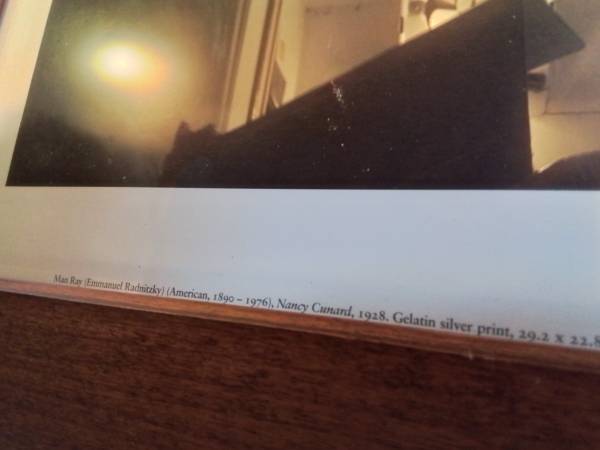 Man Ray (Emmanuel Radnitzky) (American, 1890 – 1976), Nancy Cunard, 1928. Gelatin silver print, 29.2 x 22.8